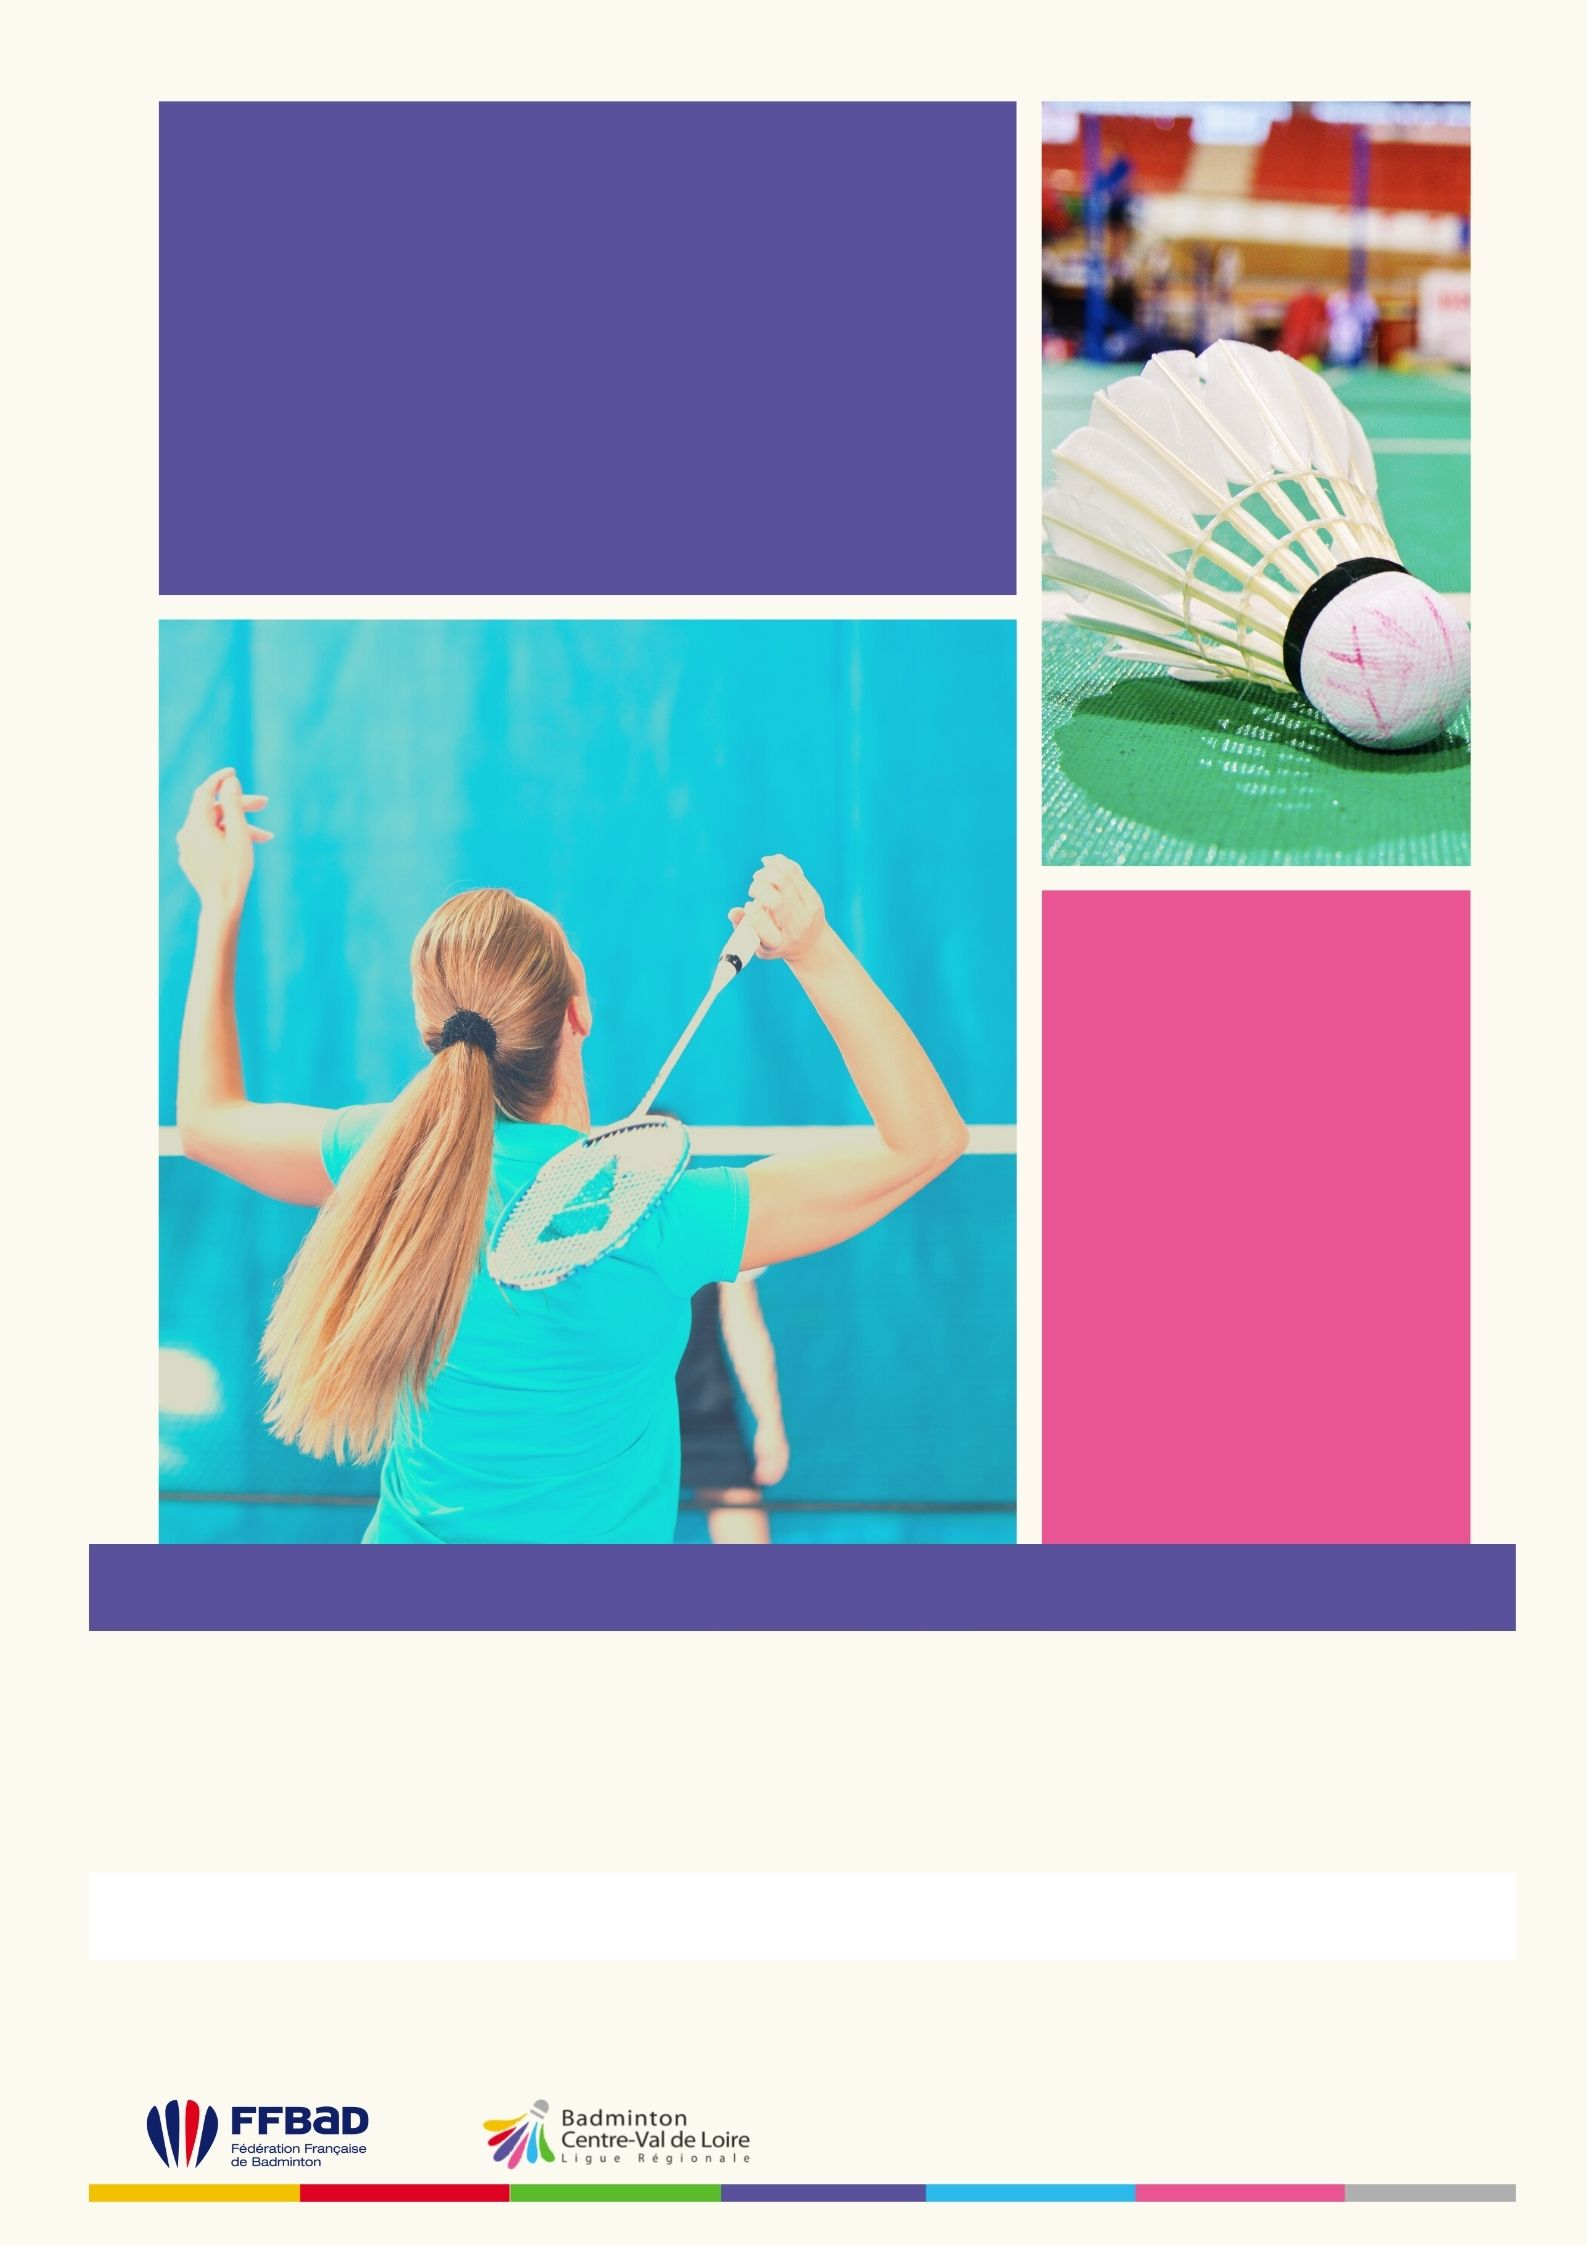 FFBaD
Fédération Française
de Badminton
Badminton
Centre-Val de Loire
Ligue Régionale